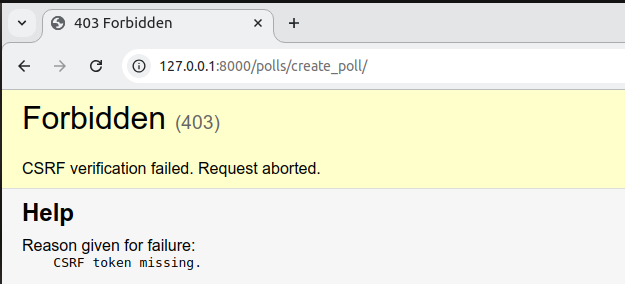 403 Forbidden
127.0.0.1:8000/polls/create_poll/
Forbidden (403)
CSRF verification failed. Request aborted.
Help
Reason given for failure:
CSRF token missing.